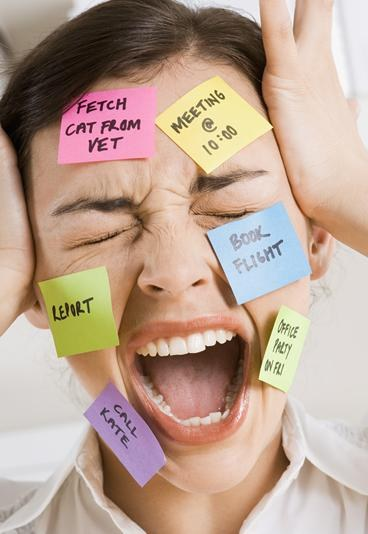 FETCH
CAT FROM
VET
MEETING
@
10:00
BOOK
FLIGHT
REPORT
OFFICE
PARTY
ON FRI
CALL
KATE